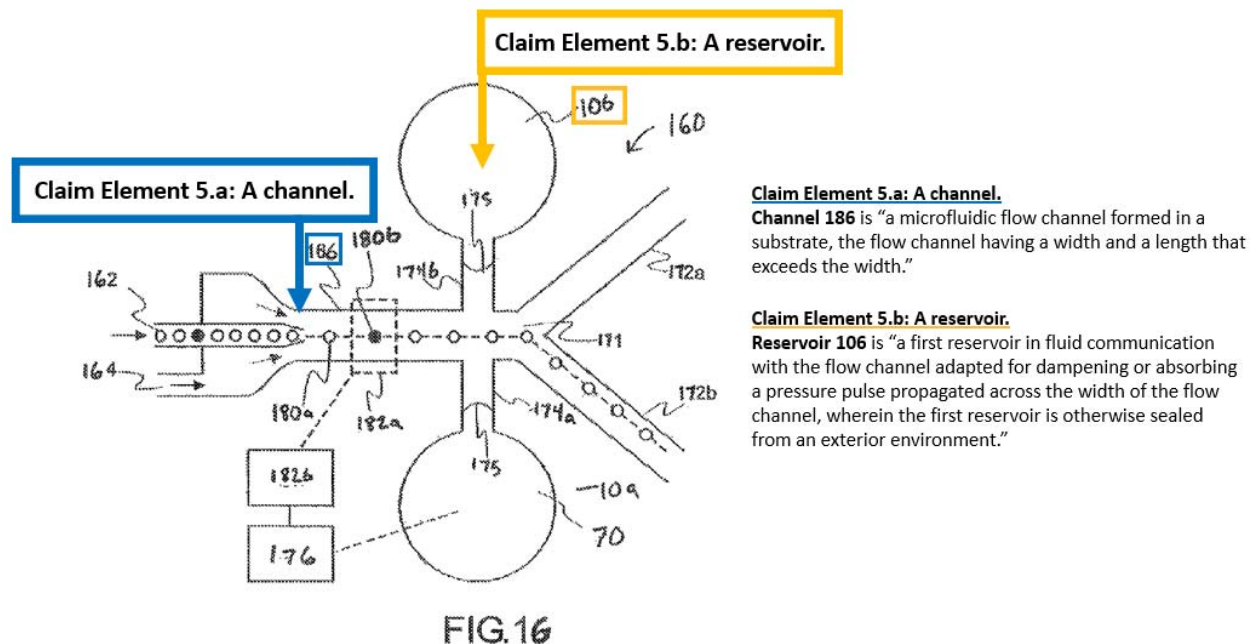 Claim Element 5.b: A reservoir.
106
160
Claim Element 5.a: A channel.
175
186
180b
174b
172a
162
171
164
180a
182a
174a
172b
175
182b
10a
176
70
FIG.16
Claim Element 5.a: A channel.
Channel 186 is “a microfluidic flow channel formed in a
substrate, the flow channel having a width and a length that
exceeds the width.”
Claim Element 5.b: A reservoir.
Reservoir 106 is “a first reservoir in fluid communication
with the flow channel adapted for dampening or absorbing
a pressure pulse propagated across the width of the flow
channel, wherein the first reservoir is otherwise sealed
from an exterior environment.”